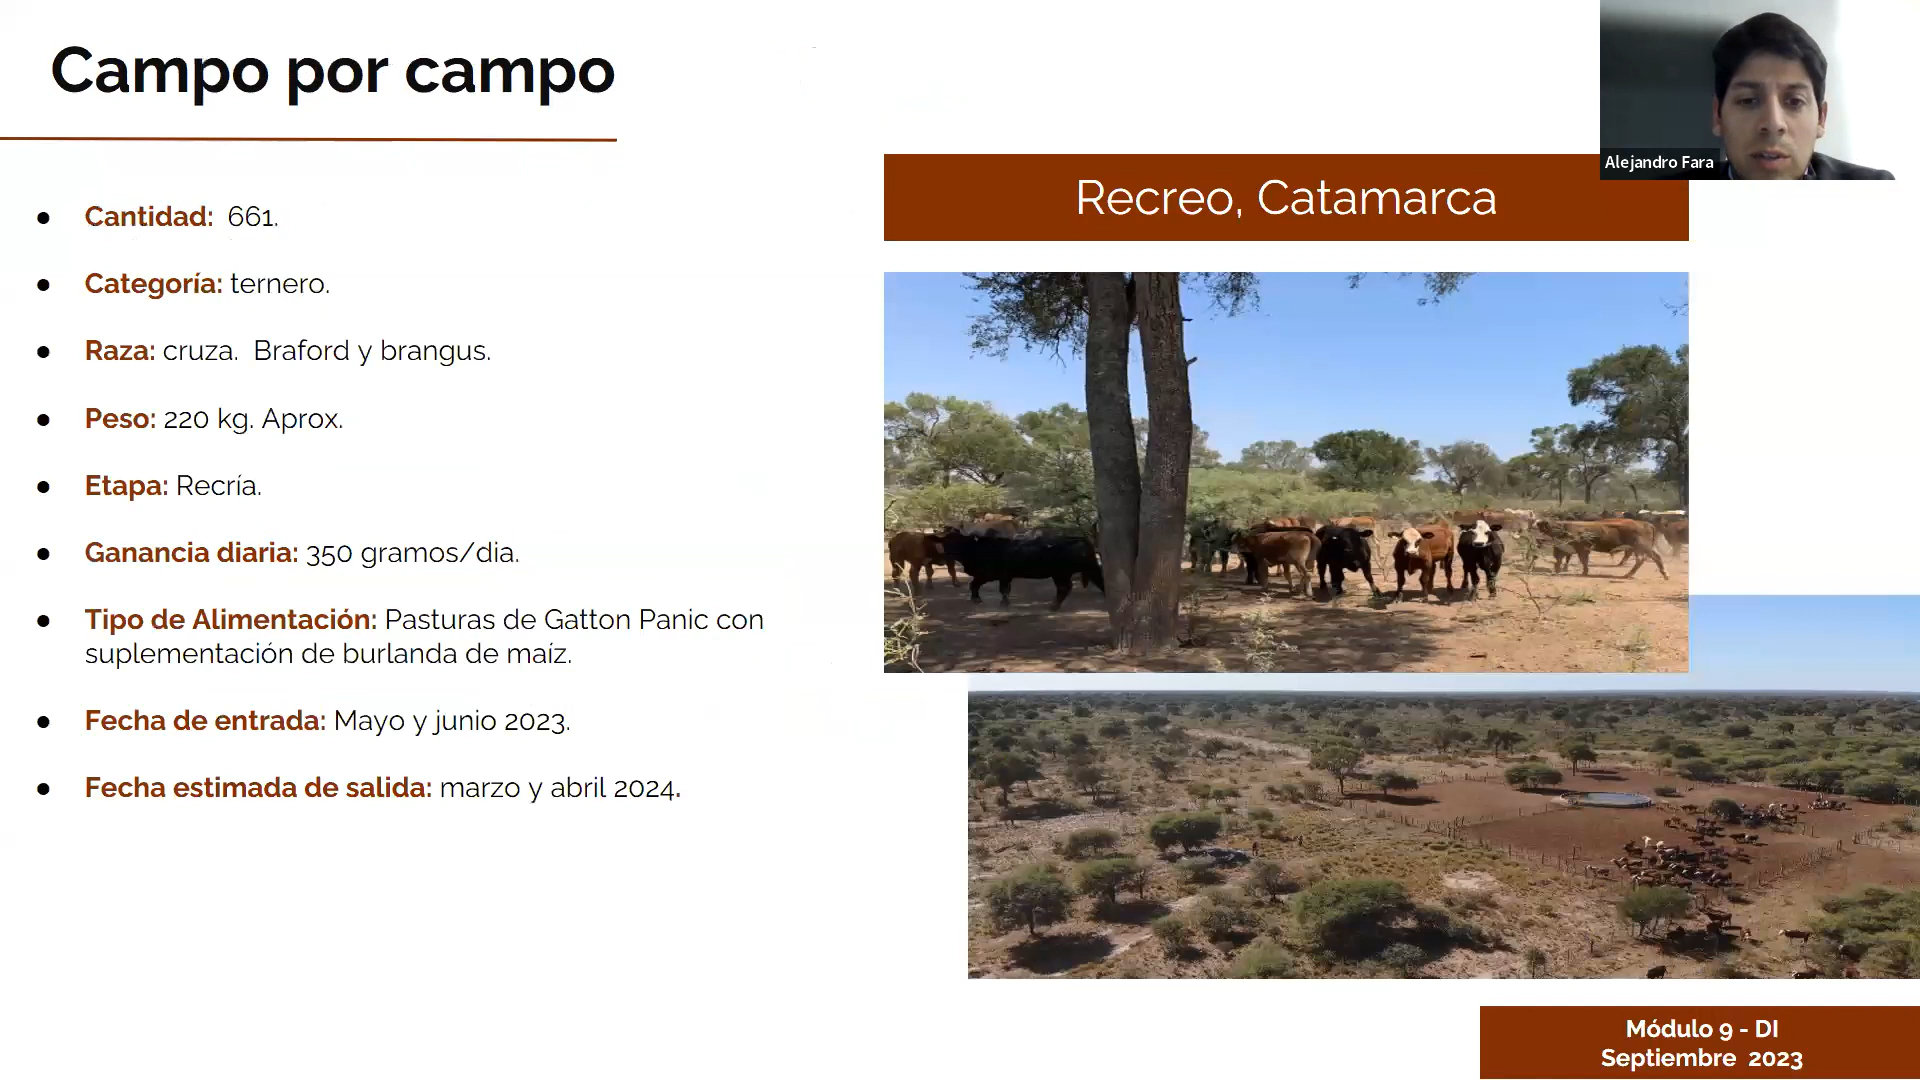 Campo por campo
Alejandro Fara
Recreo, Catamarca
● Cantidad: 661.
● Categoría: ternero.
● Raza: cruza. Braford y brangus.
● Peso: 220 kg. Aprox.
● Etapa: Recría.
● Ganancia diaria: 350 gramos/dia.
● Tipo de Alimentación: Pasturas de Gatton Panic con
suplementación de burlanda de maíz.
● Fecha de entrada: Mayo y junio 2023.
● Fecha estimada de salida: marzo y abril 2024.
Módulo 9 - DI
Septiembre 2023